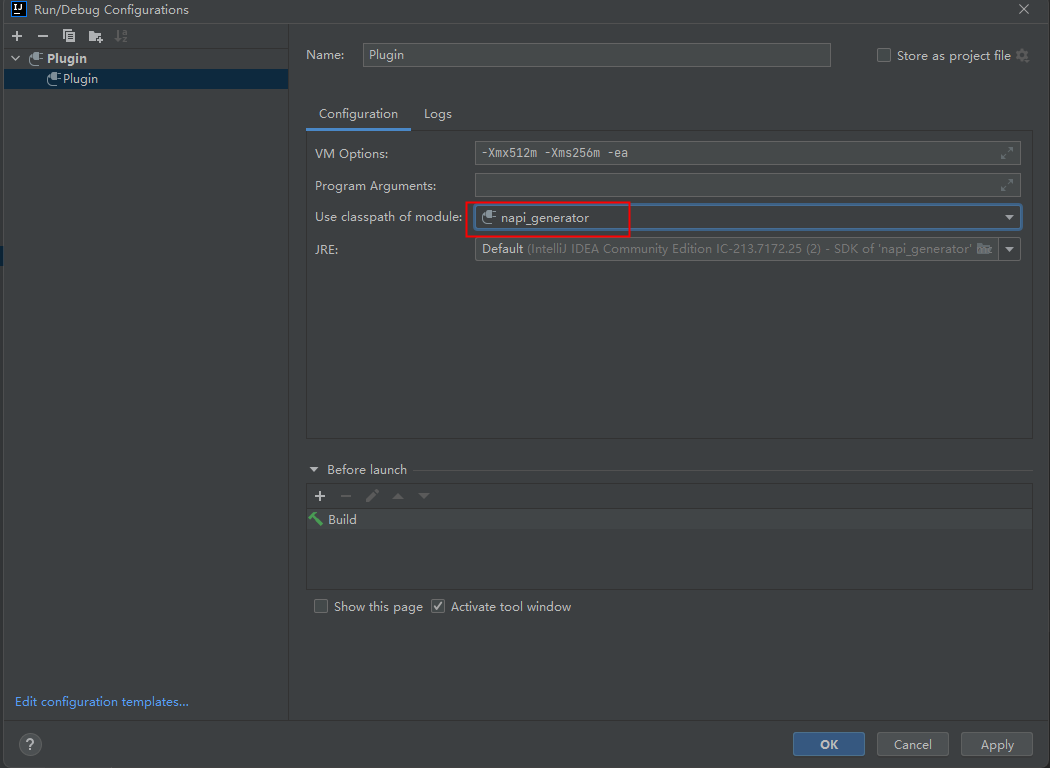 IJ Run/Debug Configurations
Plugin
Plugin
Name: Plugin Store as project file
Configuration Logs
VM Options: -Xmx512m -Xms256m -ea
Program Arguments:
Use classpath of module: napi_generator
JRE: Default (IntelliJ IDEA Community Edition IC-213.7172.25 (2) - SDK of 'napi_generator'
Before launch
Build
Show this page Activate tool window
Edit configuration templates...
? OK Cancel Apply